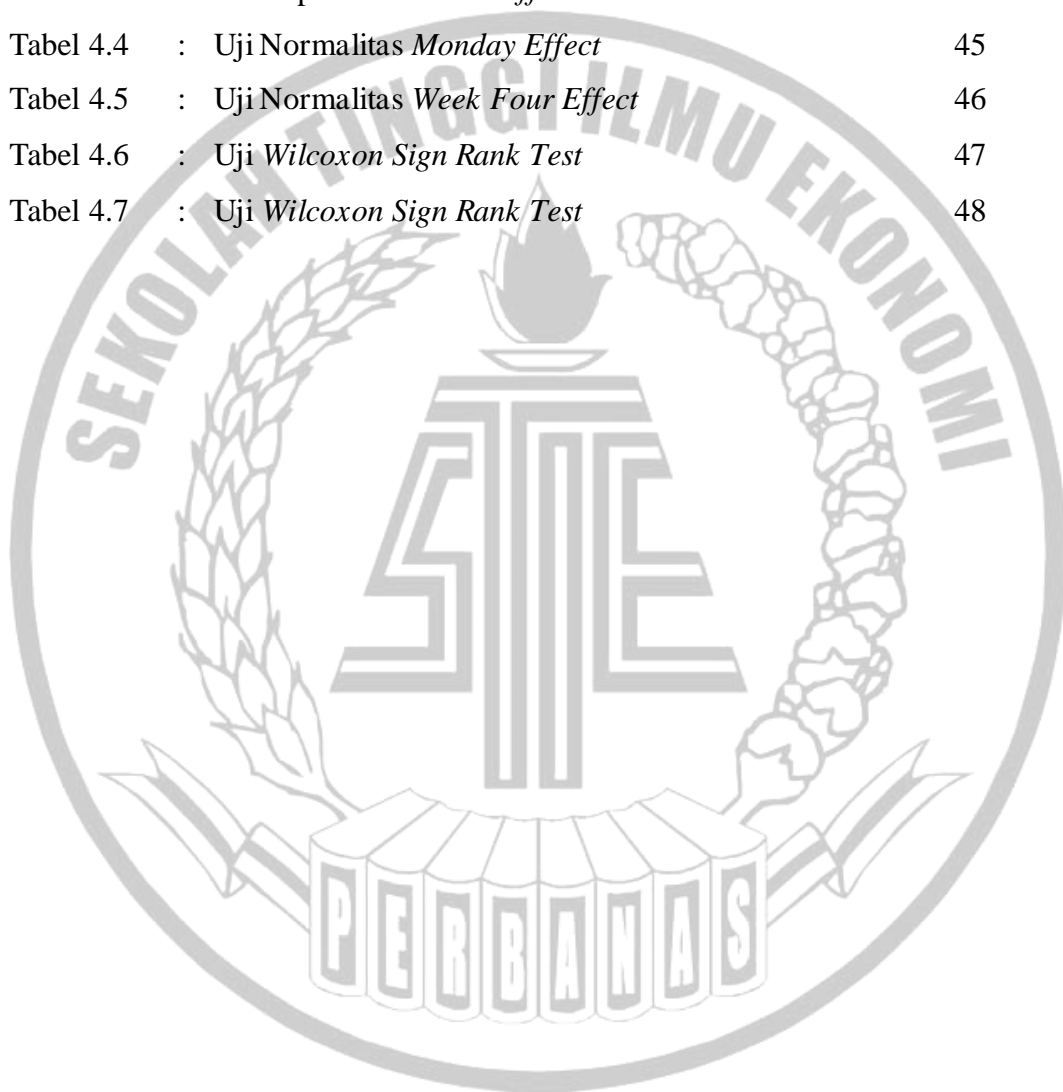 Tabel 4.4 : Uji Normalitas Monday Effect 45
Tabel 4.5 : Uji Normalitas Week Four Effect 46
Tabel 4.6 : Uji Wilcoxon Sign Rank Test 47
Tabel 4.7 : Uji Wilcoxon Sign Rank Test 48
SEKOLAH TINGGI ILMU EKONOMI
STIE
PERBANAS